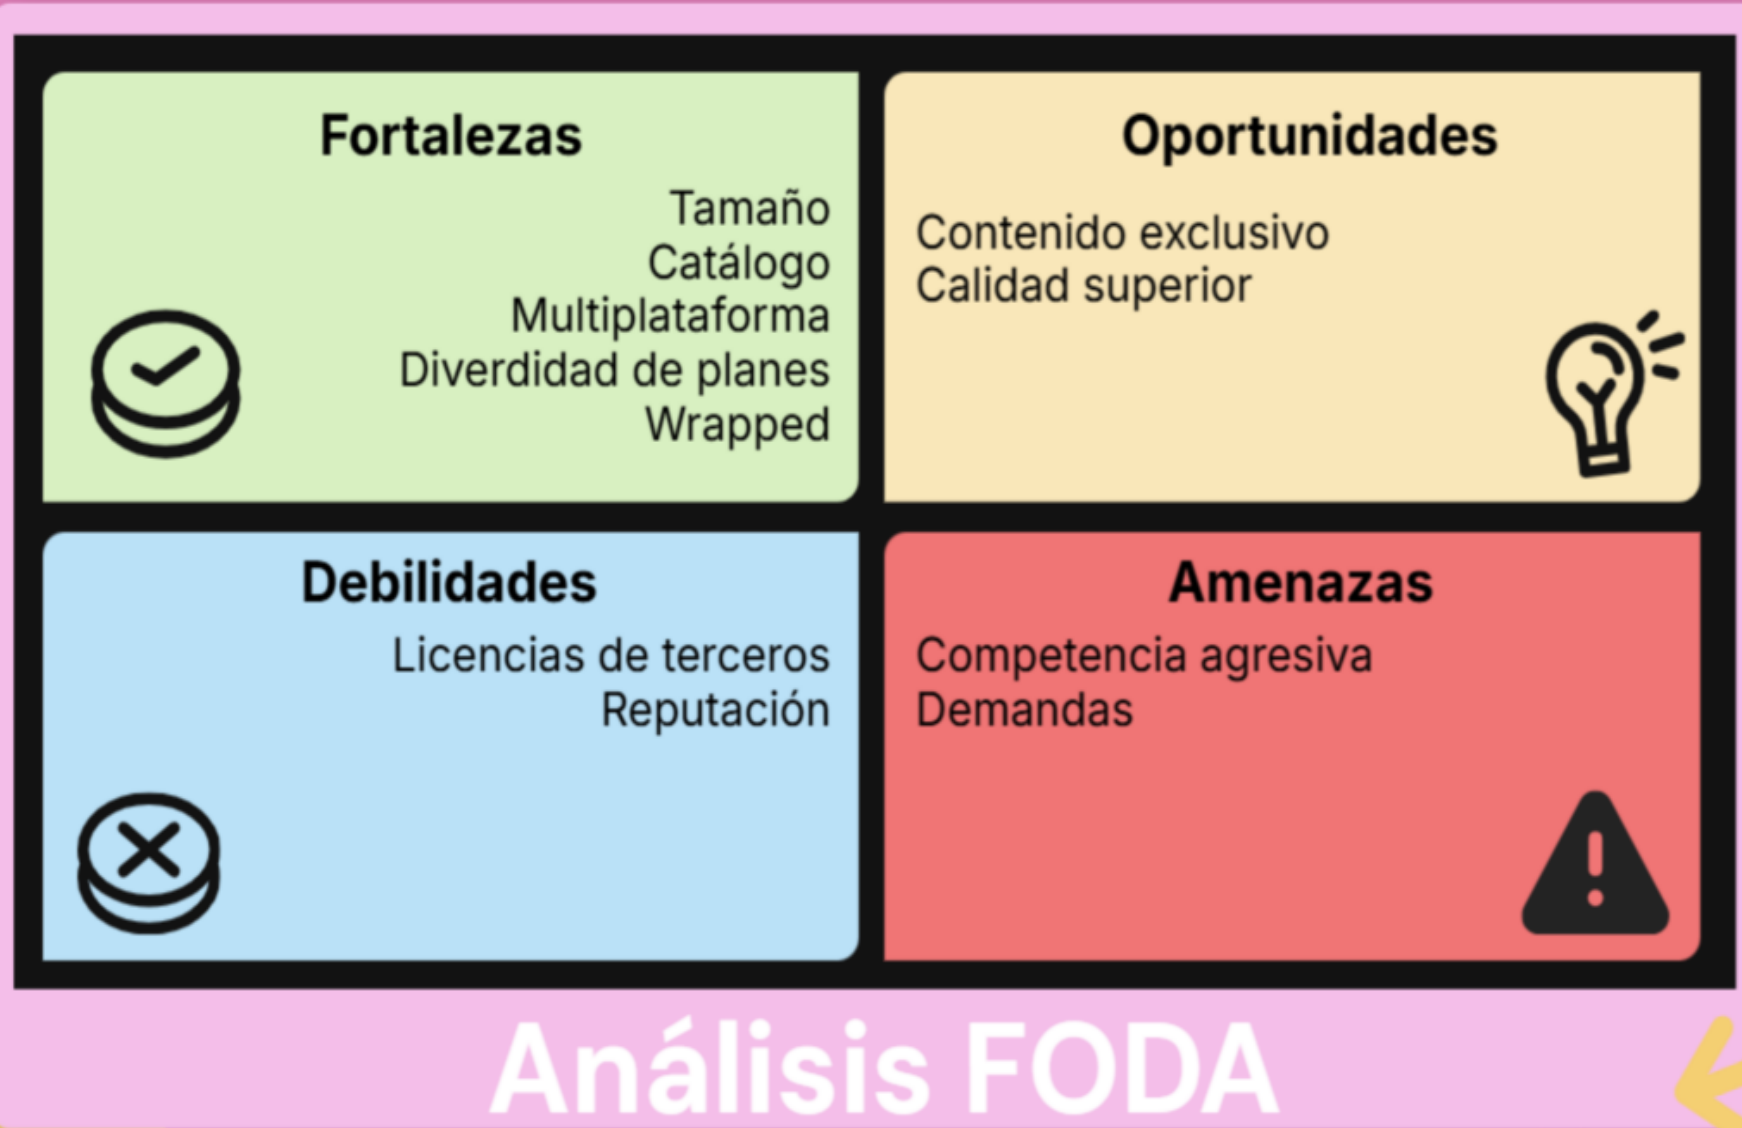 Fortalezas
Tamaño
Catálogo
Multiplataforma
Diverdidad de planes
Wrapped
Oportunidades
Contenido exclusivo
Calidad superior
Debilidades
Licencias de terceros
Reputación
Amenazas
Competencia agresiva
Demandas
Análisis FODA